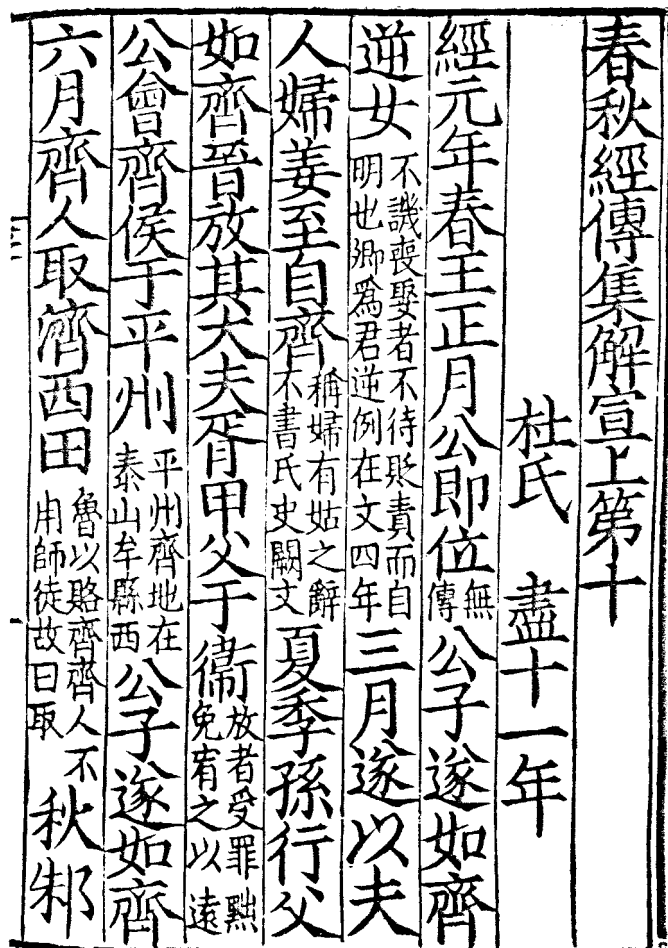 春秋經傳集解宣上第十
杜氏　盡十一年
經元年春王正月公即位無傳公子遂如齊
逆女不譏喪娶者不待貶責而自明也卿爲君逆例在文四年三月遂以夫
人婦姜至自齊稱婦有姑之辭不書氏史闕文夏季孫行父
如齊晉放其大夫胥甲父于衞放者受罪黜免宥之以遠
公會齊侯于平州平州齊地在泰山牟縣西公子遂如齊
六月齊人取濟西田魯以賂齊齊人不用師徒故曰取秋邾